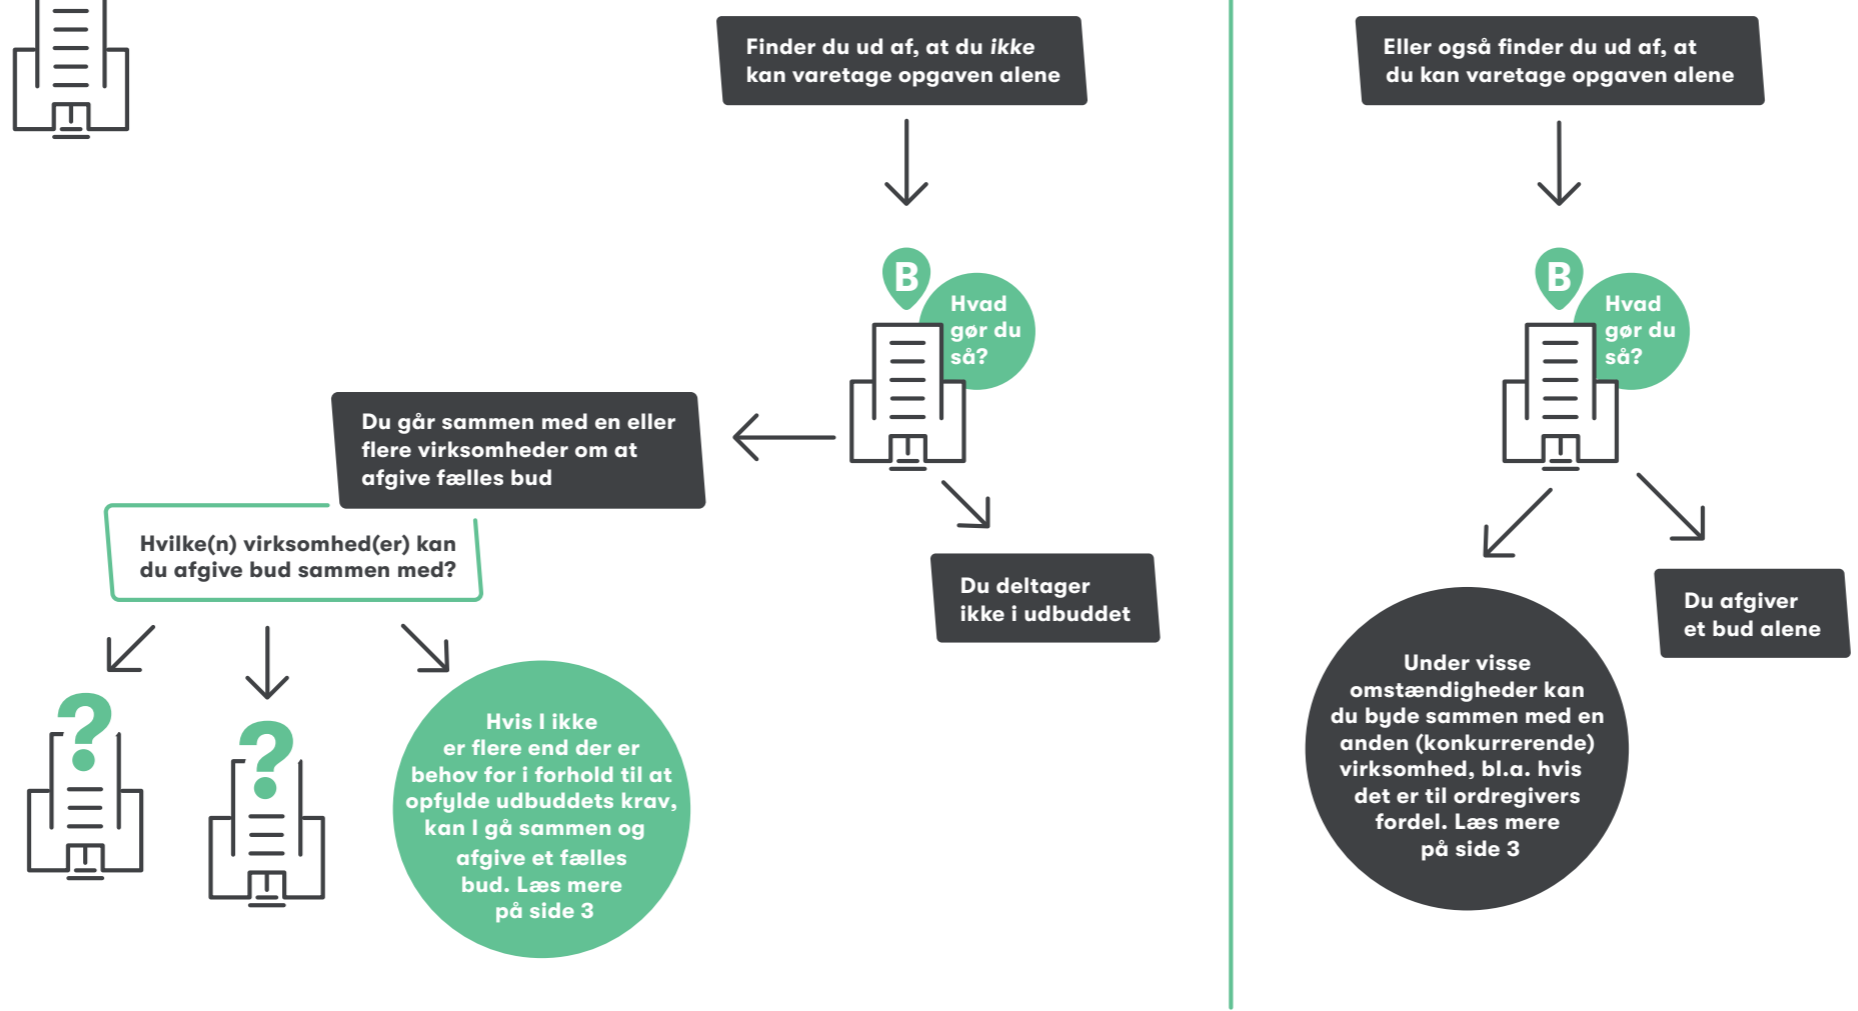 Finder du ud af, at du ikke
kan varetage opgaven alene
B
Hvad
gør du
så?
Du går sammen med en eller
flere virksomheder om at
afgive fælles bud
Hvilke(n) virksomhed(er) kan
du afgive bud sammen med?
?
?
Hvis I ikke
er flere end der er
behov for i forhold til at
opfylde udbuddets krav,
kan I gå sammen og
afgive et fælles
bud. Læs mere
på side 3
Du deltager
ikke i udbuddet
Eller også finder du ud af, at
du kan varetage opgaven alene
B
Hvad
gør du
så?
Under visse
omstændigheder kan
du byde sammen med en
anden (konkurrerende)
virksomhed, bl.a. hvis
det er til ordregivers
fordel. Læs mere
på side 3
Du afgiver
et bud alene